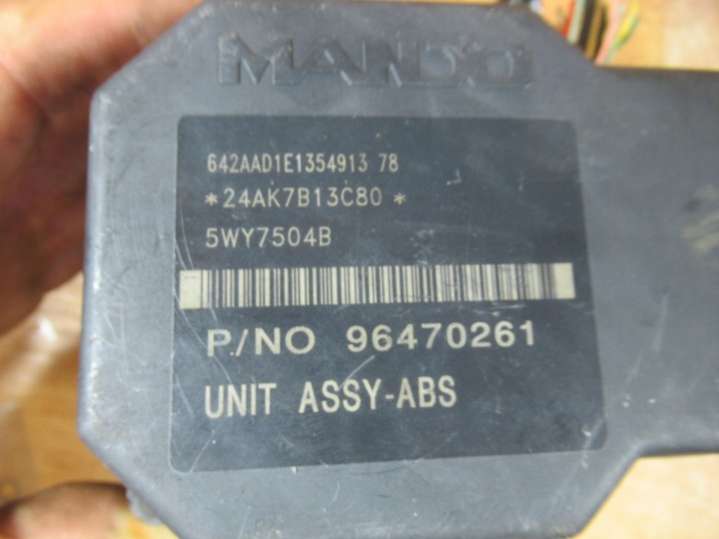 MANDO
642AAD1E1354913 78
*24AK7B13C80 *
5WY7504B
P/NO 96470261
UNIT ASSY-ABS